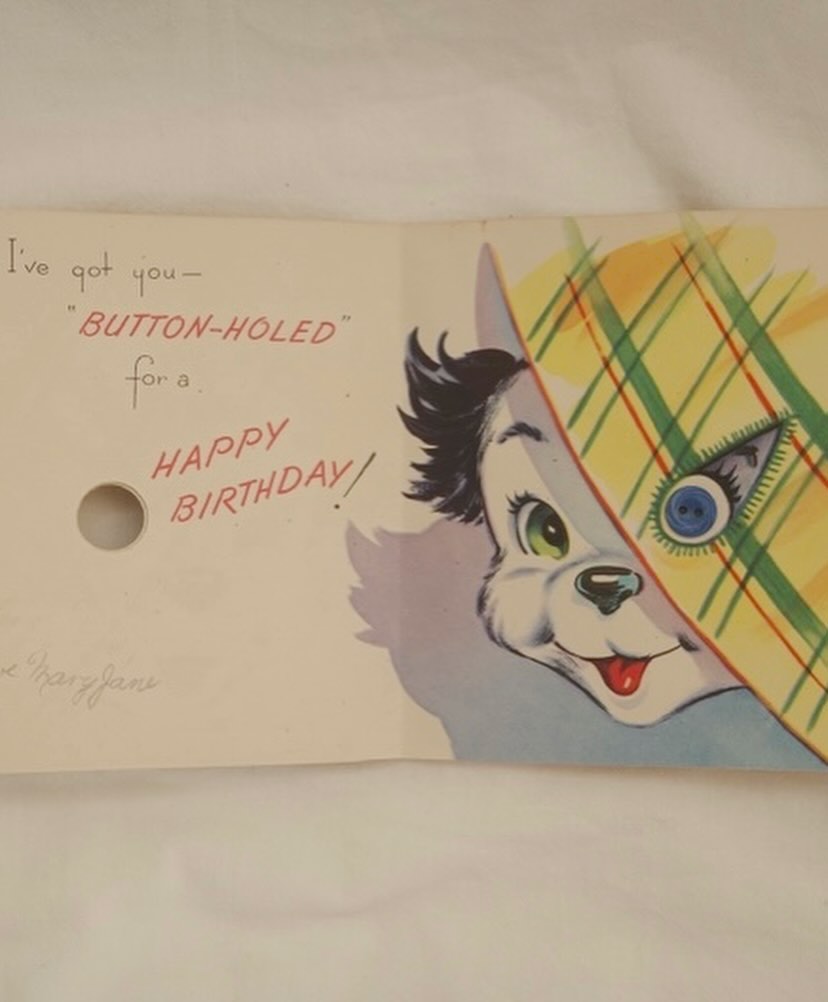 I've got you—
"BUTTON-HOLED"
for a
HAPPY
BIRTHDAY!
Mary Jane